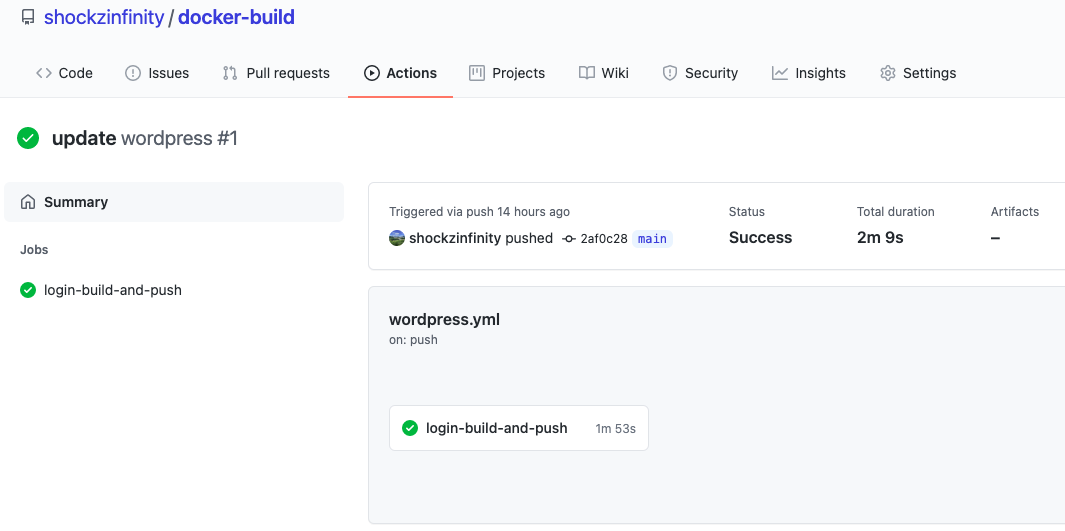 shockzinfinity / docker-build
Code Issues Pull requests Actions Projects Wiki Security Insights Settings
update wordpress #1
Summary
Jobs
login-build-and-push
Triggered via push 14 hours ago
shockzinfinity pushed 2af0c28 main
Status
Success
Total duration
2m 9s
Artifacts
–
wordpress.yml
on: push
login-build-and-push 1m 53s